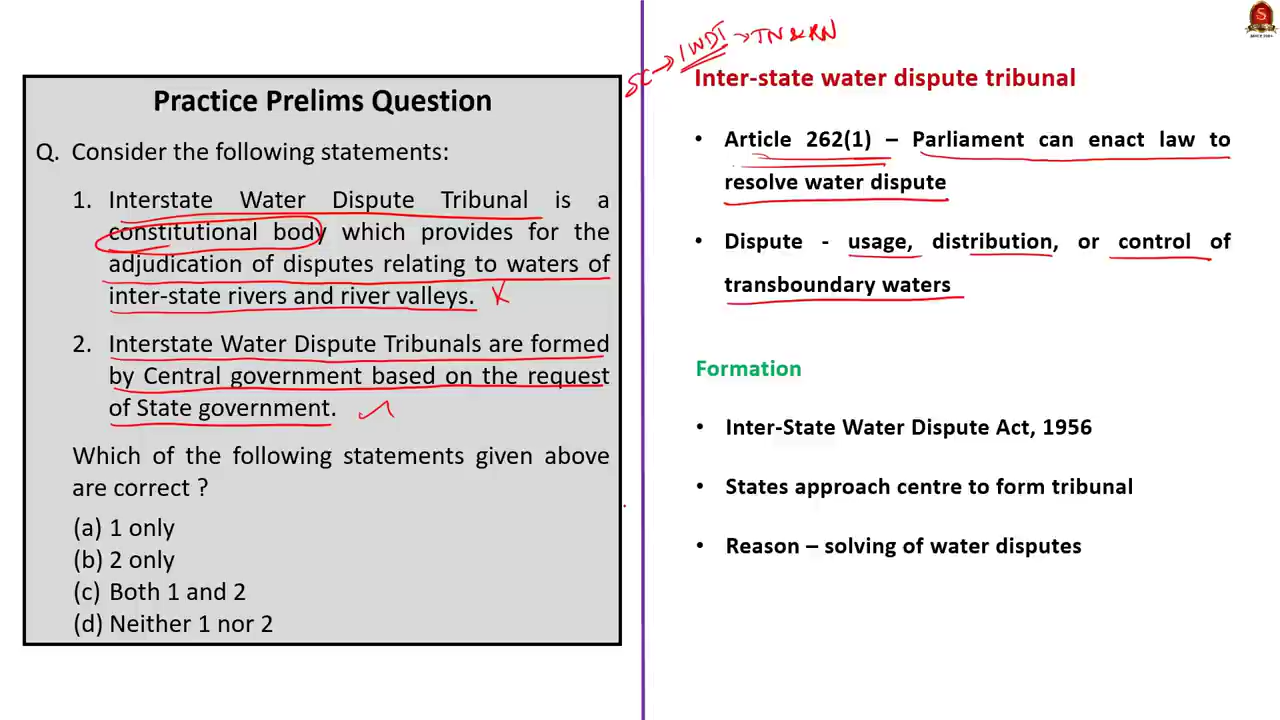 Practice Prelims Question
Q. Consider the following statements:
1. Interstate Water Dispute Tribunal is a
constitutional body which provides for the
adjudication of disputes relating to waters of
inter-state rivers and river valleys.
2. Interstate Water Dispute Tribunals are formed
by Central government based on the request
of State government.
Which of the following statements given above
are correct ?
(a) 1 only
(b) 2 only
(c) Both 1 and 2
(d) Neither 1 nor 2
SC → IWDT → TN &
Inter-state water dispute tribunal
• Article 262(1) – Parliament can enact law to
resolve water dispute
• Dispute - usage, distribution, or control of
transboundary waters
Formation
• Inter-State Water Dispute Act, 1956
• States approach centre to form tribunal
• Reason – solving of water disputes
S